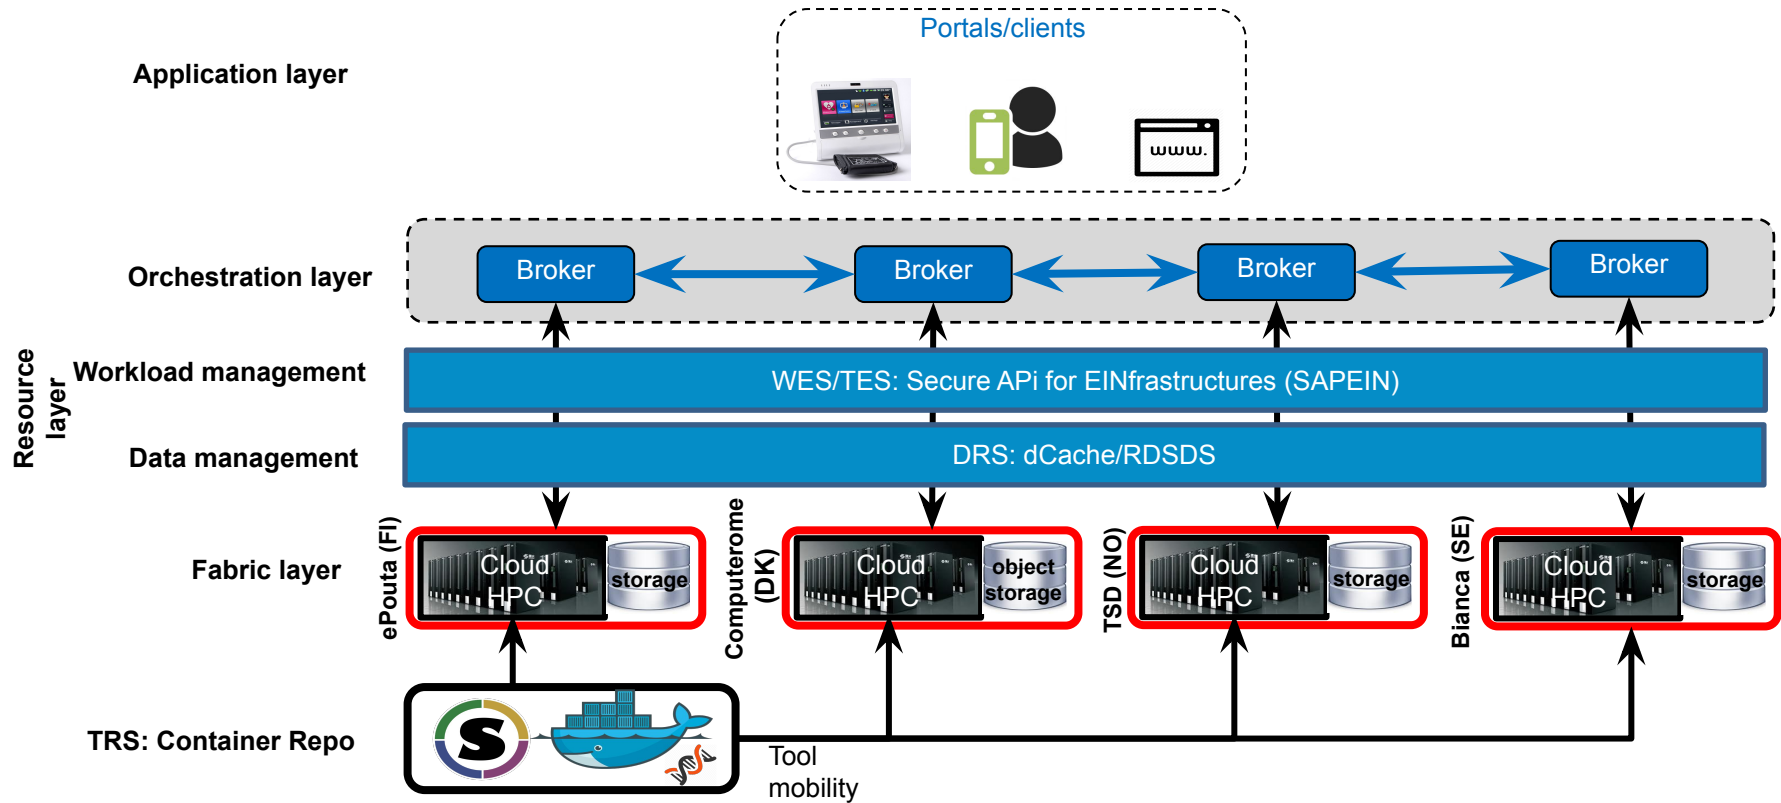 Portals/clients
Application layer
www.
Orchestration layer
Broker
Broker
Broker
Broker
Resource
layer
Workload management
WES/TES: Secure APi for EINfrastructures (SAPEIN)
Data management
DRS: dCache/RDSDS
Fabric layer
ePouta (FI)
Cloud
HPC
storage
Computerome
(DK)
Cloud
HPC
object
storage
TSD (NO)
Cloud
HPC
storage
Bianca (SE)
Cloud
HPC
storage
TRS: Container Repo
S
Tool
mobility